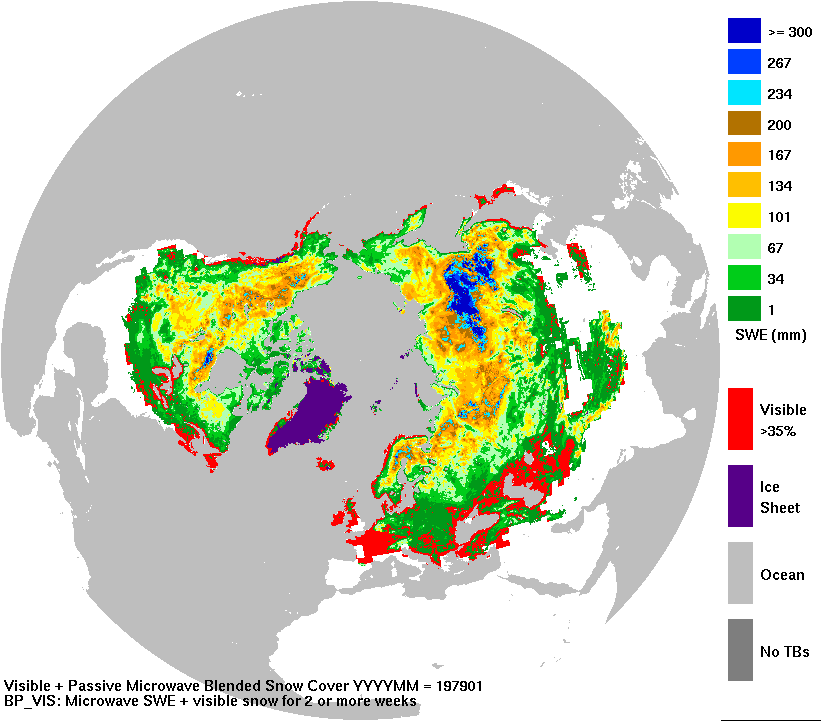 >= 300
267
234
200
167
134
101
67
34
1
SWE (mm)
Visible
>35%
Ice
Sheet
Ocean
No TBs
Visible + Passive Microwave Blended Snow Cover YYYYMM = 197901
BP_VIS: Microwave SWE + visible snow for 2 or more weeks